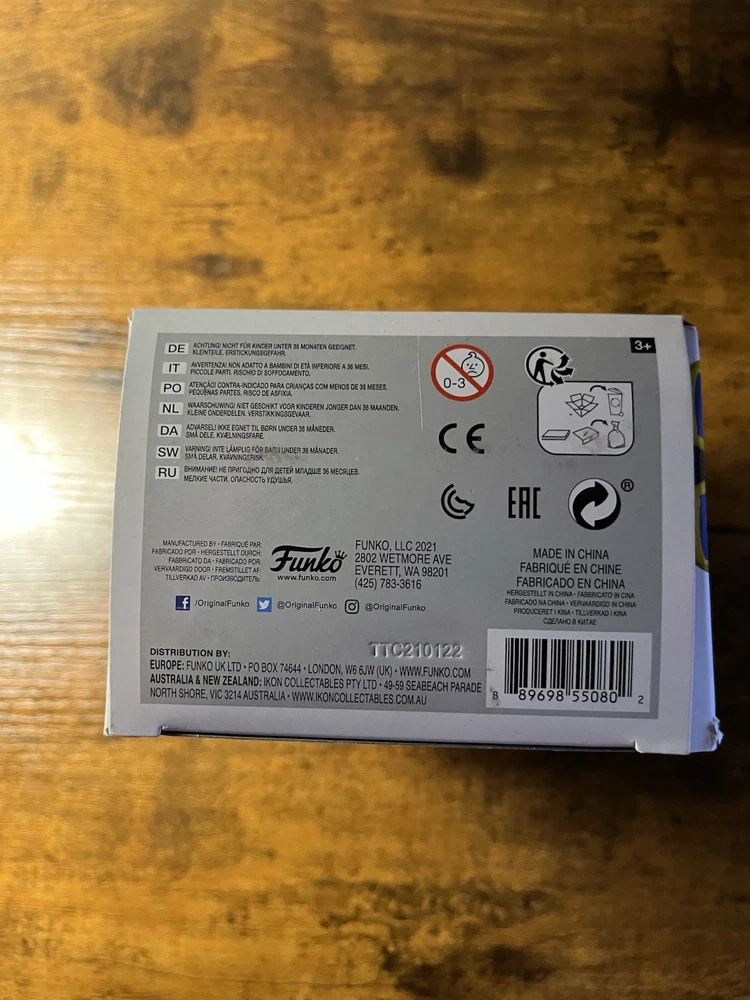 DE ACHTUNG! NICHT FÜR KINDER UNTER 36 MONATEN GEEIGNET.
KLEINTEILE. ERSTICKUNGSGEFAHR.
IT AVVERTENZA! NON ADATTO A BAMBINI DI ETÀ INFERIORE A 36 MESI.
PICCOLE PARTI. RISCHIO DI SOFFOCAMENTO.
PO ATENÇÃO! CONTRA-INDICADO PARA CRIANÇAS COM MENOS DE 36 MESES.
PEQUENAS PARTES. RISCO DE ASFIXIA.
NL WAARSCHUWING! NIET GESCHIKT VOOR KINDEREN JONGER DAN 36 MAANDEN.
KLEINE ONDERDELEN. VERSTIKKINGSGEVAAR.
DA ADVARSEL! IKKE EGNET TIL BØRN UNDER 36 MÅNEDER.
SMÅ DELE. KVÆLNINGSFARE.
SW VARNING! INTE LÄMPLIG FÖR BARN UNDER 36 MÅNADER.
SMÅ DELAR. KVÄVNINGSRISK.
RU ВНИМАНИЕ! НЕ ПРИГОДНО ДЛЯ ДЕТЕЙ МЛАДШЕ 36 МЕСЯЦЕВ.
МЕЛКИЕ ЧАСТИ. ОПАСНОСТЬ УДУШЬЯ.
0-3
3+
CE
EAC
®
MANUFACTURED BY • FABRIQUÉ PAR:
FABRICADO POR • HERGESTELLT DURCH:
FABBRICATO DA • FABRICADO POR:
VERVAARDIGD DOOR • FREMSTILLET AF:
TILLVERKAD AV • ПРОИЗВОДИТЕЛЬ:
Funko
www.funko.com
FUNKO, LLC 2021
2802 WETMORE AVE
EVERETT, WA 98201
(425) 783-3616
/OriginalFunko @OriginalFunko @OriginalFunko
MADE IN CHINA
FABRIQUÉ EN CHINE
FABRICADO EN CHINA
HERGESTELLT IN CHINA • FABBRICATO IN CINA
FABRICADO NA CHINA • VERVAARDIGD IN CHINA
PRODUCERET I KINA • TILLVERKAD I KINA
СДЕЛАНО В КИТАЕ
TTC210122
DISTRIBUTION BY:
EUROPE: FUNKO UK LTD • PO BOX 74644 • LONDON, W6 6JW (UK) • WWW.FUNKO.COM
AUSTRALIA & NEW ZEALAND: IKON COLLECTABLES PTY LTD • 49-59 SEABEACH PARADE
NORTH SHORE, VIC 3214 AUSTRALIA • WWW.IKONCOLLECTABLES.COM.AU
8 89698 55080 2